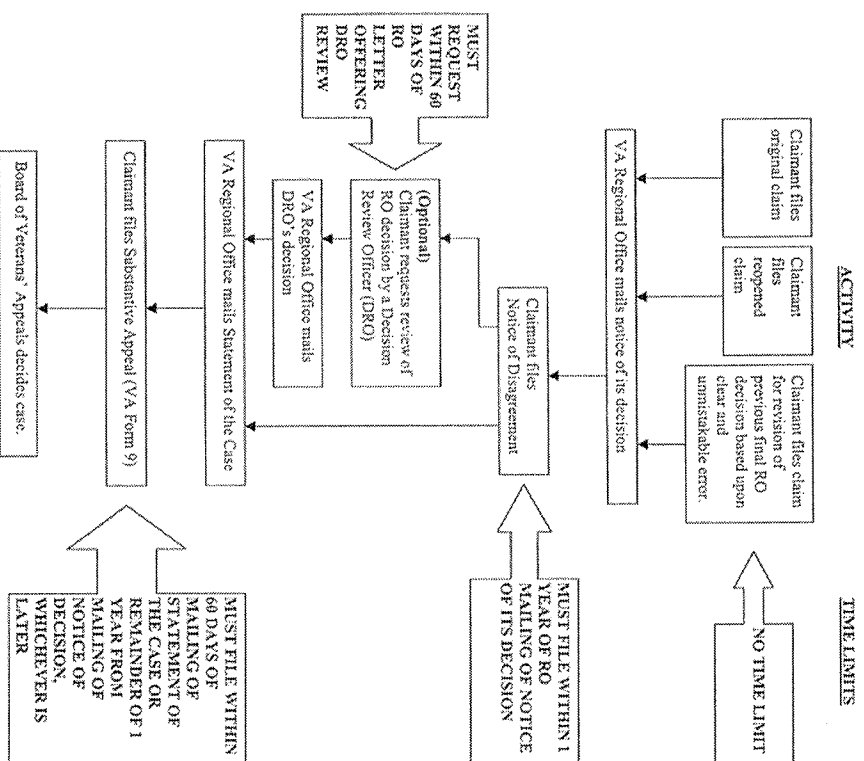 ACTIVITY
TIME LIMITS
Claimant files
original claim
Claimant
files
reopened
claim
Claimant files claim
for revision of
previous final RO
decision based upon
clear and
unmistakable error.
NO TIME LIMIT
VA Regional Office mails notice of its decision
Claimant files
Notice of Disagreement
MUST FILE WITHIN 1
YEAR OF RO
MAILING OF NOTICE
OF ITS DECISION
MUST
REQUEST
WITHIN 60
DAYS OF
RO
LETTER
OFFERING
DRO
REVIEW
(Optional)
Claimant requests review of
RO decision by a Decision
Review Officer (DRO)
VA Regional Office mails
DRO's decision
VA Regional Office mails Statement of the Case
Claimant files Substantive Appeal (VA Form 9)
MUST FILE WITHIN
60 DAYS OF
MAILING OF
STATEMENT OF
THE CASE OR
REMAINDER OF 1
YEAR FROM
MAILING OF
NOTICE OF
DECISION,
WHICHEVER IS
LATER
Board of Veterans' Appeals decides case.